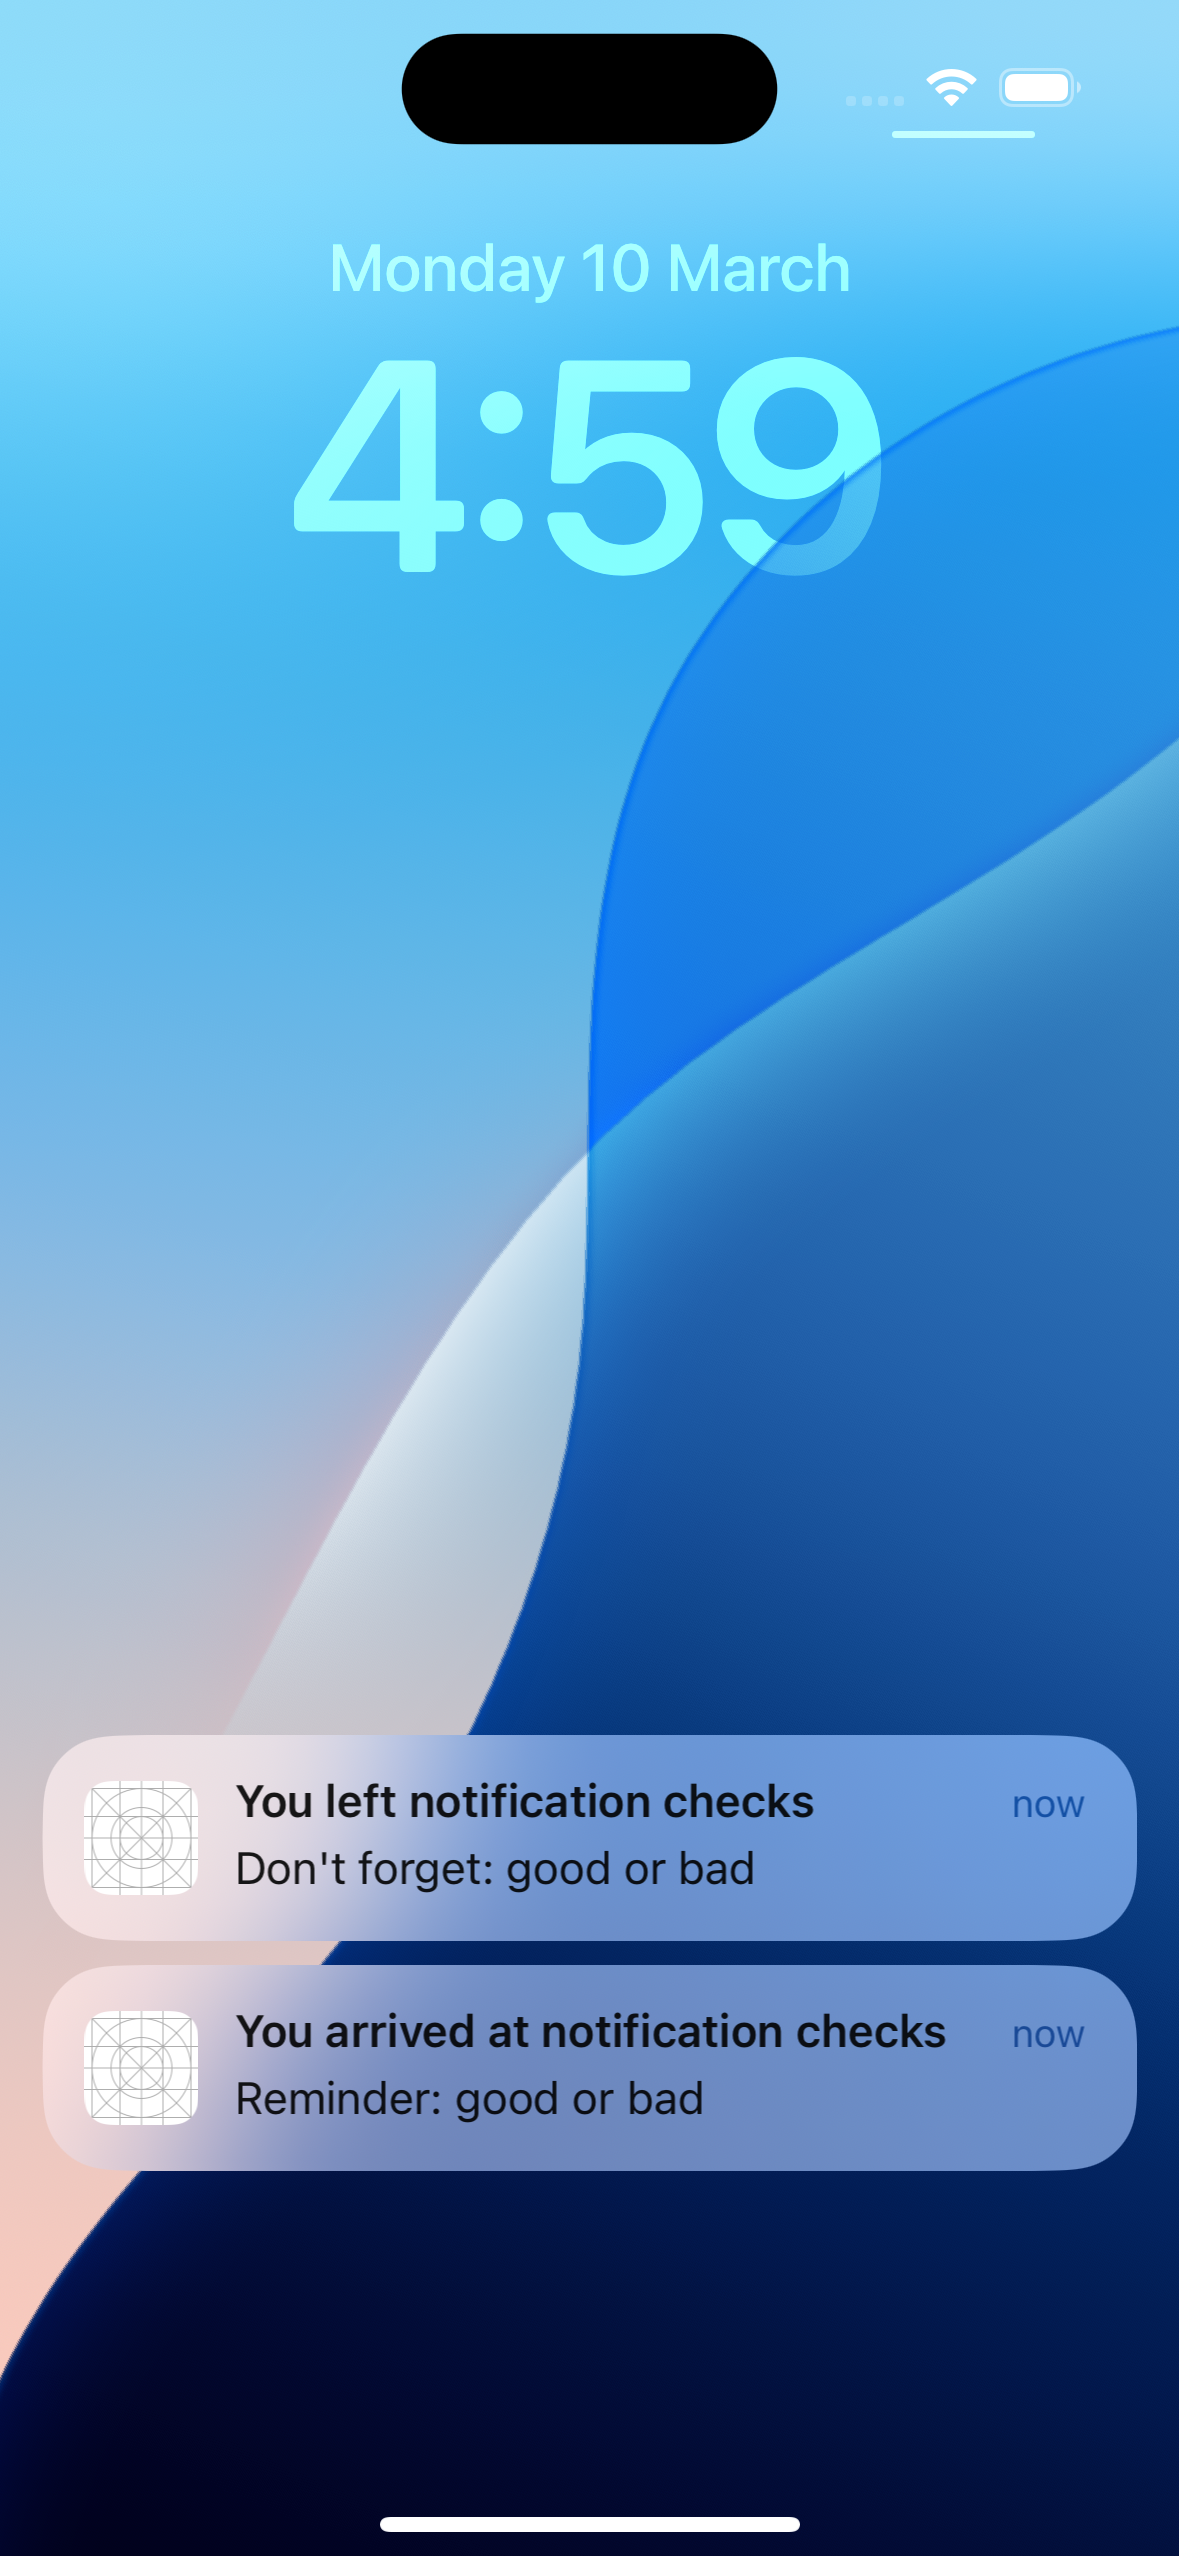 Monday 10 March
4:59
You left notification checks
now
Don't forget: good or bad
You arrived at notification checks
now
Reminder: good or bad